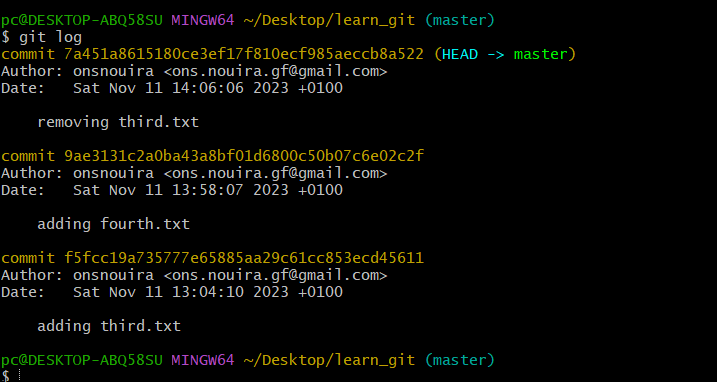 pc@DESKTOP-ABQ58SU MINGW64 ~/Desktop/learn_git (master)
$ git log
commit 7a451a8615180ce3ef17f810ecf985aeccb8a522 (HEAD -> master)
Author: onsnouira <ons.nouira.gf@gmail.com>
Date:   Sat Nov 11 14:06:06 2023 +0100

    removing third.txt

commit 9ae3131c2a0ba43a8bf01d6800c50b07c6e02c2f
Author: onsnouira <ons.nouira.gf@gmail.com>
Date:   Sat Nov 11 13:58:07 2023 +0100

    adding fourth.txt

commit f5fcc19a735777e65885aa29c61cc853ecd45611
Author: onsnouira <ons.nouira.gf@gmail.com>
Date:   Sat Nov 11 13:04:10 2023 +0100

    adding third.txt

pc@DESKTOP-ABQ58SU MINGW64 ~/Desktop/learn_git (master)
$